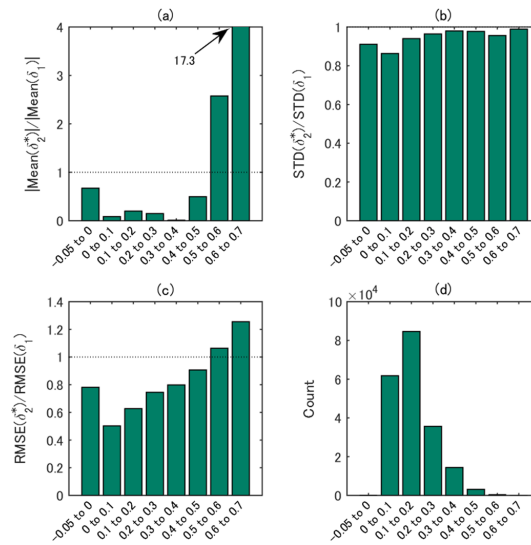 (a)
|Mean(δ₂*)|/|Mean(δ₁)|
4
3
2
1
0
17.3
−0.05 to 0
0 to 0.1
0.1 to 0.2
0.2 to 0.3
0.3 to 0.4
0.4 to 0.5
0.5 to 0.6
0.6 to 0.7
(b)
STD(δ₂*)/STD(δ₁)
1
0.8
0.6
0.4
0.2
0
−0.05 to 0
0 to 0.1
0.1 to 0.2
0.2 to 0.3
0.3 to 0.4
0.4 to 0.5
0.5 to 0.6
0.6 to 0.7
(c)
RMSE(δ₂*)/RMSE(δ₁)
1.4
1.2
1
0.8
0.6
0.4
0.2
0
−0.05 to 0
0 to 0.1
0.1 to 0.2
0.2 to 0.3
0.3 to 0.4
0.4 to 0.5
0.5 to 0.6
0.6 to 0.7
(d)
×10⁴
Count
10
8
6
4
2
0
−0.05 to 0
0 to 0.1
0.1 to 0.2
0.2 to 0.3
0.3 to 0.4
0.4 to 0.5
0.5 to 0.6
0.6 to 0.7